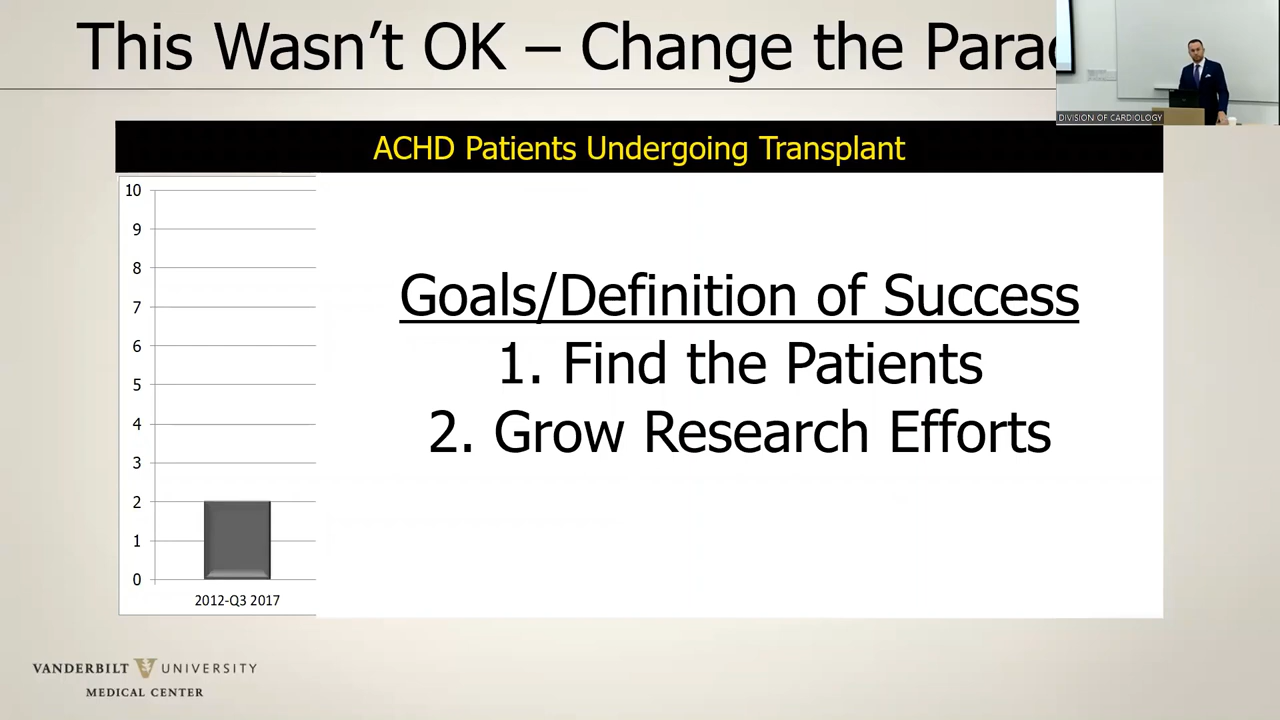 This Wasn’t OK – Change the Parad
DIVISION OF CARDIOLOGY
ACHD Patients Undergoing Transplant
10
9
8
7
6
5
4
3
2
1
0
2012-Q3 2017
Goals/Definition of Success
1. Find the Patients
2. Grow Research Efforts
VANDERBILT UNIVERSITY
MEDICAL CENTER